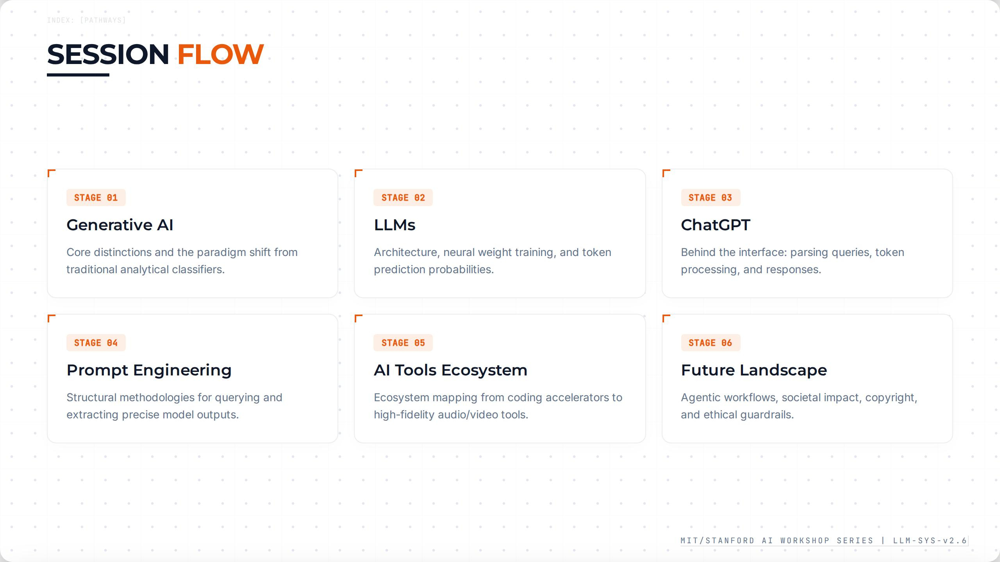 INDEX: [PATHWAYS]
SESSION FLOW
STAGE 01
Generative AI
Core distinctions and the paradigm shift from
traditional analytical classifiers.
STAGE 02
LLMs
Architecture, neural weight training, and token
prediction probabilities.
STAGE 03
ChatGPT
Behind the interface: parsing queries, token
processing, and responses.
STAGE 04
Prompt Engineering
Structural methodologies for querying and
extracting precise model outputs.
STAGE 05
AI Tools Ecosystem
Ecosystem mapping from coding accelerators to
high-fidelity audio/video tools.
STAGE 06
Future Landscape
Agentic workflows, societal impact, copyright,
and ethical guardrails.
MIT/STANFORD AI WORKSHOP SERIES | LLM-SYS-v2.6